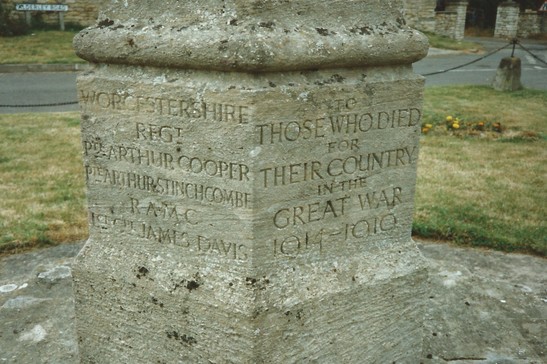 WORCESTERSHIRE
REGT
PTE ARTHUR COOPER
PTE ARTHUR STINCHCOMBE
R.A.M.C.
JAMES DAVIS
TO
THOSE WHO DIED
FOR
THEIR COUNTRY
IN THE
GREAT WAR
1914–1919